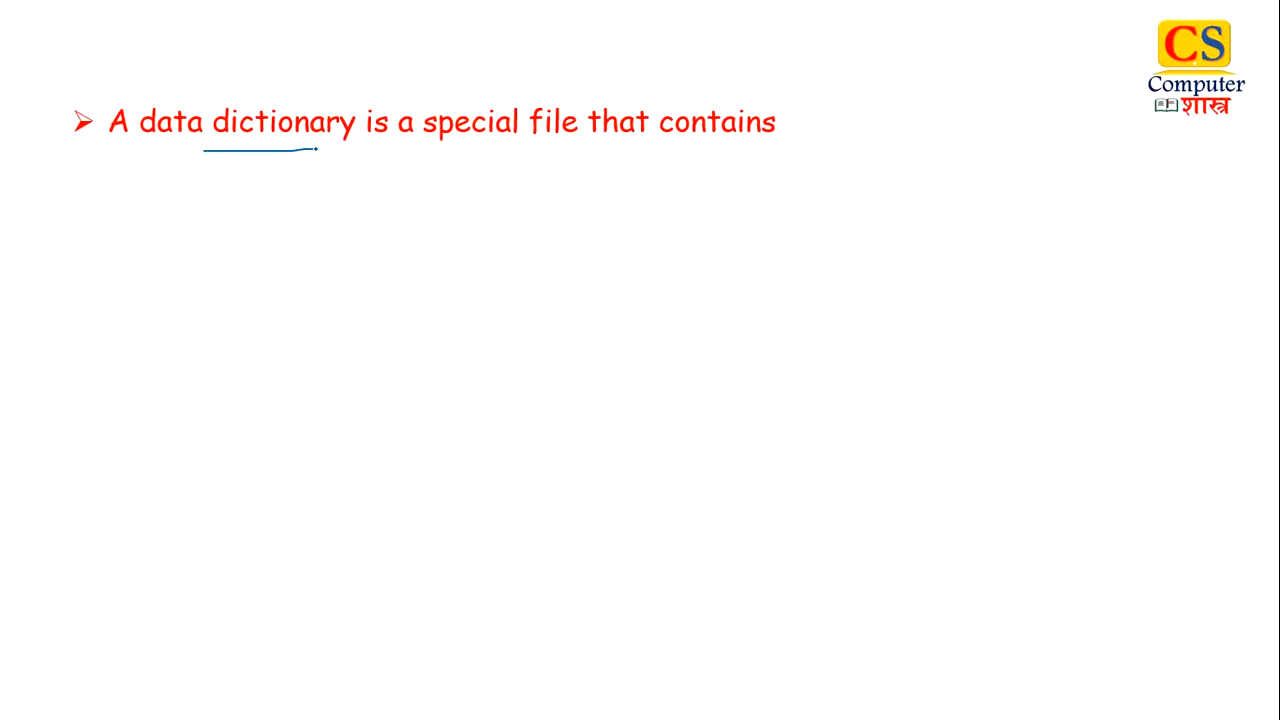 CS
Computer
शास्त्र
➢ A data dictionary is a special file that contains